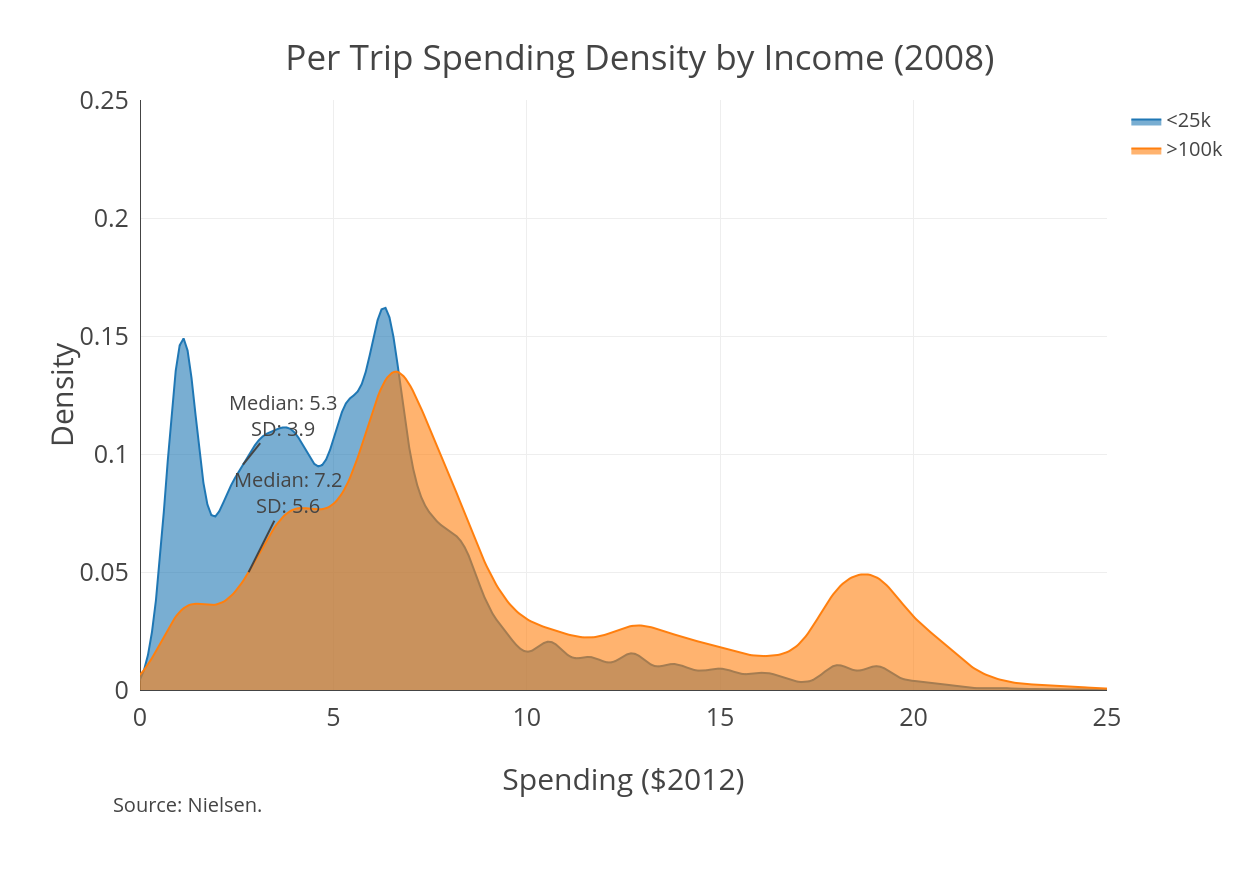 Per Trip Spending Density by Income (2008)
0.25
0.2
0.15
0.1
0.05
0
Density
<25k
>100k
Median: 5.3
SD: 3.9
Median: 7.2
SD: 5.6
0 5 10 15 20 25
Spending ($2012)
Source: Nielsen.